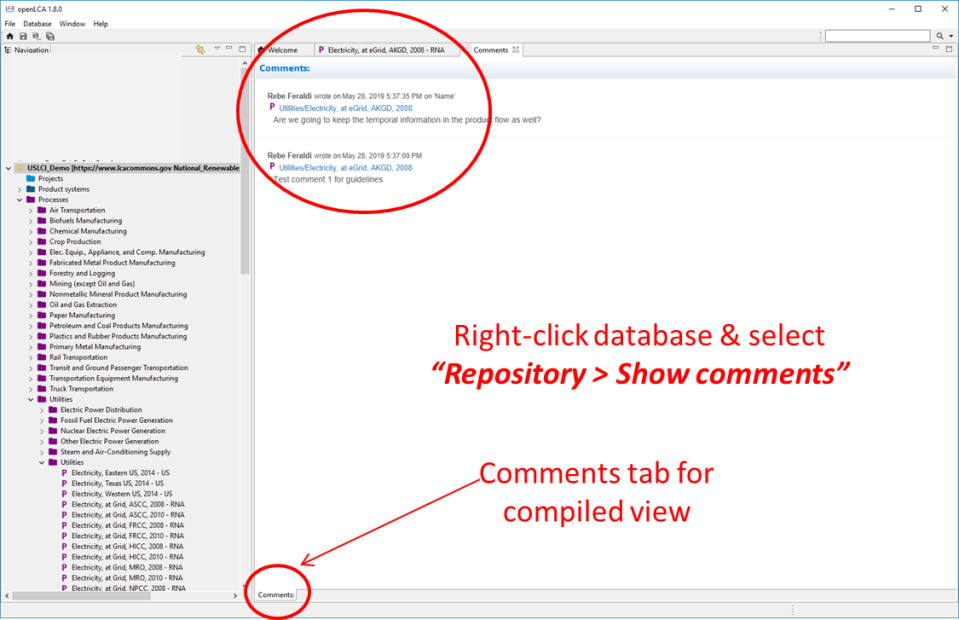 openLCA 1.8.0
File Database Window Help
Navigation
Welcome
P Electricity, at eGrid, AKGD, 2008 - RNA
Comments
Comments:
Rebe Feraldi wrote on May 28, 2019 5:37:35 PM on 'Name'
P Utilities/Electricity, at eGrid, AKGD, 2008
Are we going to keep the temporal information in the product flow as well?
Rebe Feraldi wrote on May 28, 2019 5:37:00 PM
P Utilities/Electricity, at eGrid, AKGD, 2008
Test comment 1 for guidelines
USLCI_Demo [https://www.lcacommons.gov National_Renewable
Projects
Product systems
Processes
Air Transportation
Biofuels Manufacturing
Chemical Manufacturing
Crop Production
Elec. Equip., Appliance, and Comp. Manufacturing
Fabricated Metal Product Manufacturing
Forestry and Logging
Mining (except Oil and Gas)
Nonmetallic Mineral Product Manufacturing
Oil and Gas Extraction
Paper Manufacturing
Petroleum and Coal Products Manufacturing
Plastics and Rubber Products Manufacturing
Primary Metal Manufacturing
Rail Transportation
Transit and Ground Passenger Transportation
Transportation Equipment Manufacturing
Truck Transportation
Utilities
Electric Power Distribution
Fossil Fuel Electric Power Generation
Nuclear Electric Power Generation
Other Electric Power Generation
Steam and Air-Conditioning Supply
Utilities
P Electricity, Eastern US, 2014 - US
P Electricity, Texas US, 2014 - US
P Electricity, Western US, 2014 - US
P Electricity, at Grid, ASCC, 2008 - RNA
P Electricity, at Grid, ASCC, 2010 - RNA
P Electricity, at Grid, FRCC, 2008 - RNA
P Electricity, at Grid, FRCC, 2010 - RNA
P Electricity, at Grid, HICC, 2008 - RNA
P Electricity, at Grid, HICC, 2010 - RNA
P Electricity, at Grid, MRO, 2008 - RNA
P Electricity, at Grid, MRO, 2010 - RNA
P Electricity, at Grid, NPCC, 2008 - RNA
Right-click database & select
“Repository > Show comments”
Comments tab for
compiled view
Comments: